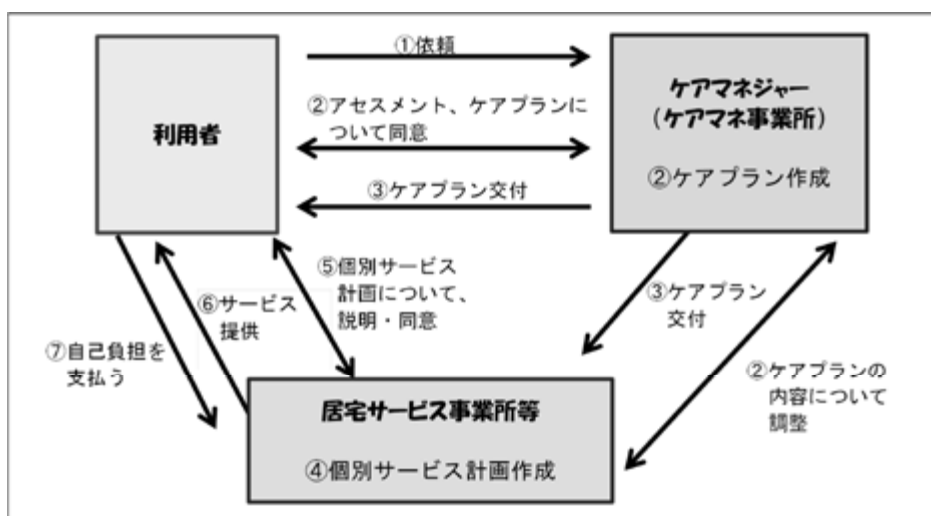 ①依頼
利用者
ケアマネジャー
(ケアマネ事業所)
②ケアプラン作成
②アセスメント、ケアプランに
ついて同意
③ケアプラン交付
⑤個別サービス
計画について、
説明・同意
⑥サービス
提供
⑦自己負担を
支払う
③ケアプラン
交付
②ケアプランの
内容について
調整
居宅サービス事業所等
④個別サービス計画作成